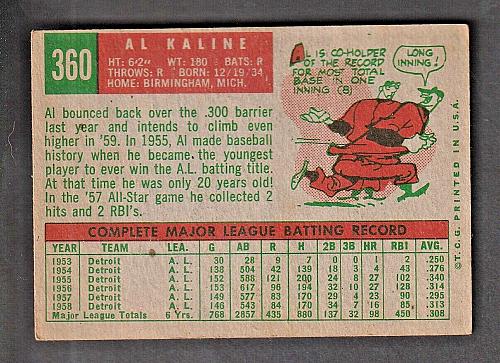 360
AL KALINE
HT: 6'2" WT: 180 BATS: R
THROWS: R BORN: 12/19/34
HOME: BIRMINGHAM, MICH.
Al bounced back over the .300 barrier
last year and intends to climb even
higher in '59. In 1955, Al made baseball
history when he became the youngest
player to ever win the A.L. batting title.
At that time he was only 20 years old!
In the '57 All-Star game he collected 2
hits and 2 RBI's.
AL IS CO-HOLDER
OF THE RECORD
FOR MOST TOTAL
BASES IN ONE
INNING (8)
LONG
INNING!
COMPLETE MAJOR LEAGUE BATTING RECORD
YEAR TEAM LEA. G AB R H 2B 3B HR RBI AVG.
1953 Detroit A. L. 30 28 9 7 0 0 1 2 .250
1954 Detroit A. L. 138 504 42 139 18 3 4 43 .276
1955 Detroit A. L. 152 588 121 200 24 8 27 102 .340
1956 Detroit A. L. 153 617 96 194 32 10 27 128 .314
1957 Detroit A. L. 149 577 83 170 29 4 23 90 .295
1958 Detroit A. L. 146 543 84 170 34 7 16 85 .313
Major League Totals 6 Yrs. 768 2857 435 880 137 32 98 450 .308
© T.C.G. PRINTED IN U.S.A.